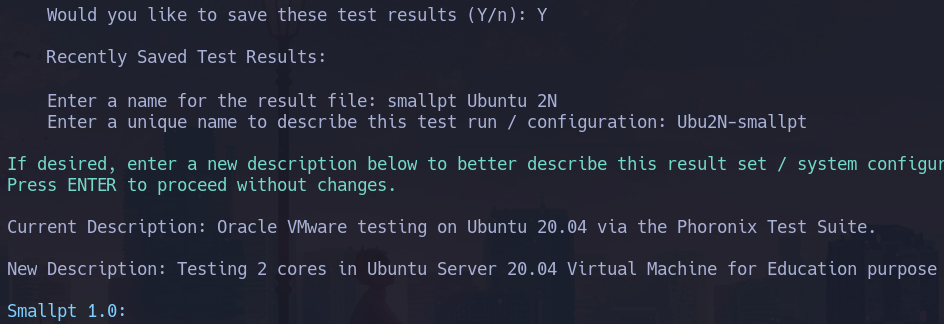 Would you like to save these test results (Y/n): Y
Recently Saved Test Results:
Enter a name for the result file: smallpt Ubuntu 2N
Enter a unique name to describe this test run / configuration: Ubu2N-smallpt
If desired, enter a new description below to better describe this result set / system configur
Press ENTER to proceed without changes.
Current Description: Oracle VMware testing on Ubuntu 20.04 via the Phoronix Test Suite.
New Description: Testing 2 cores in Ubuntu Server 20.04 Virtual Machine for Education purpose
Smallpt 1.0: